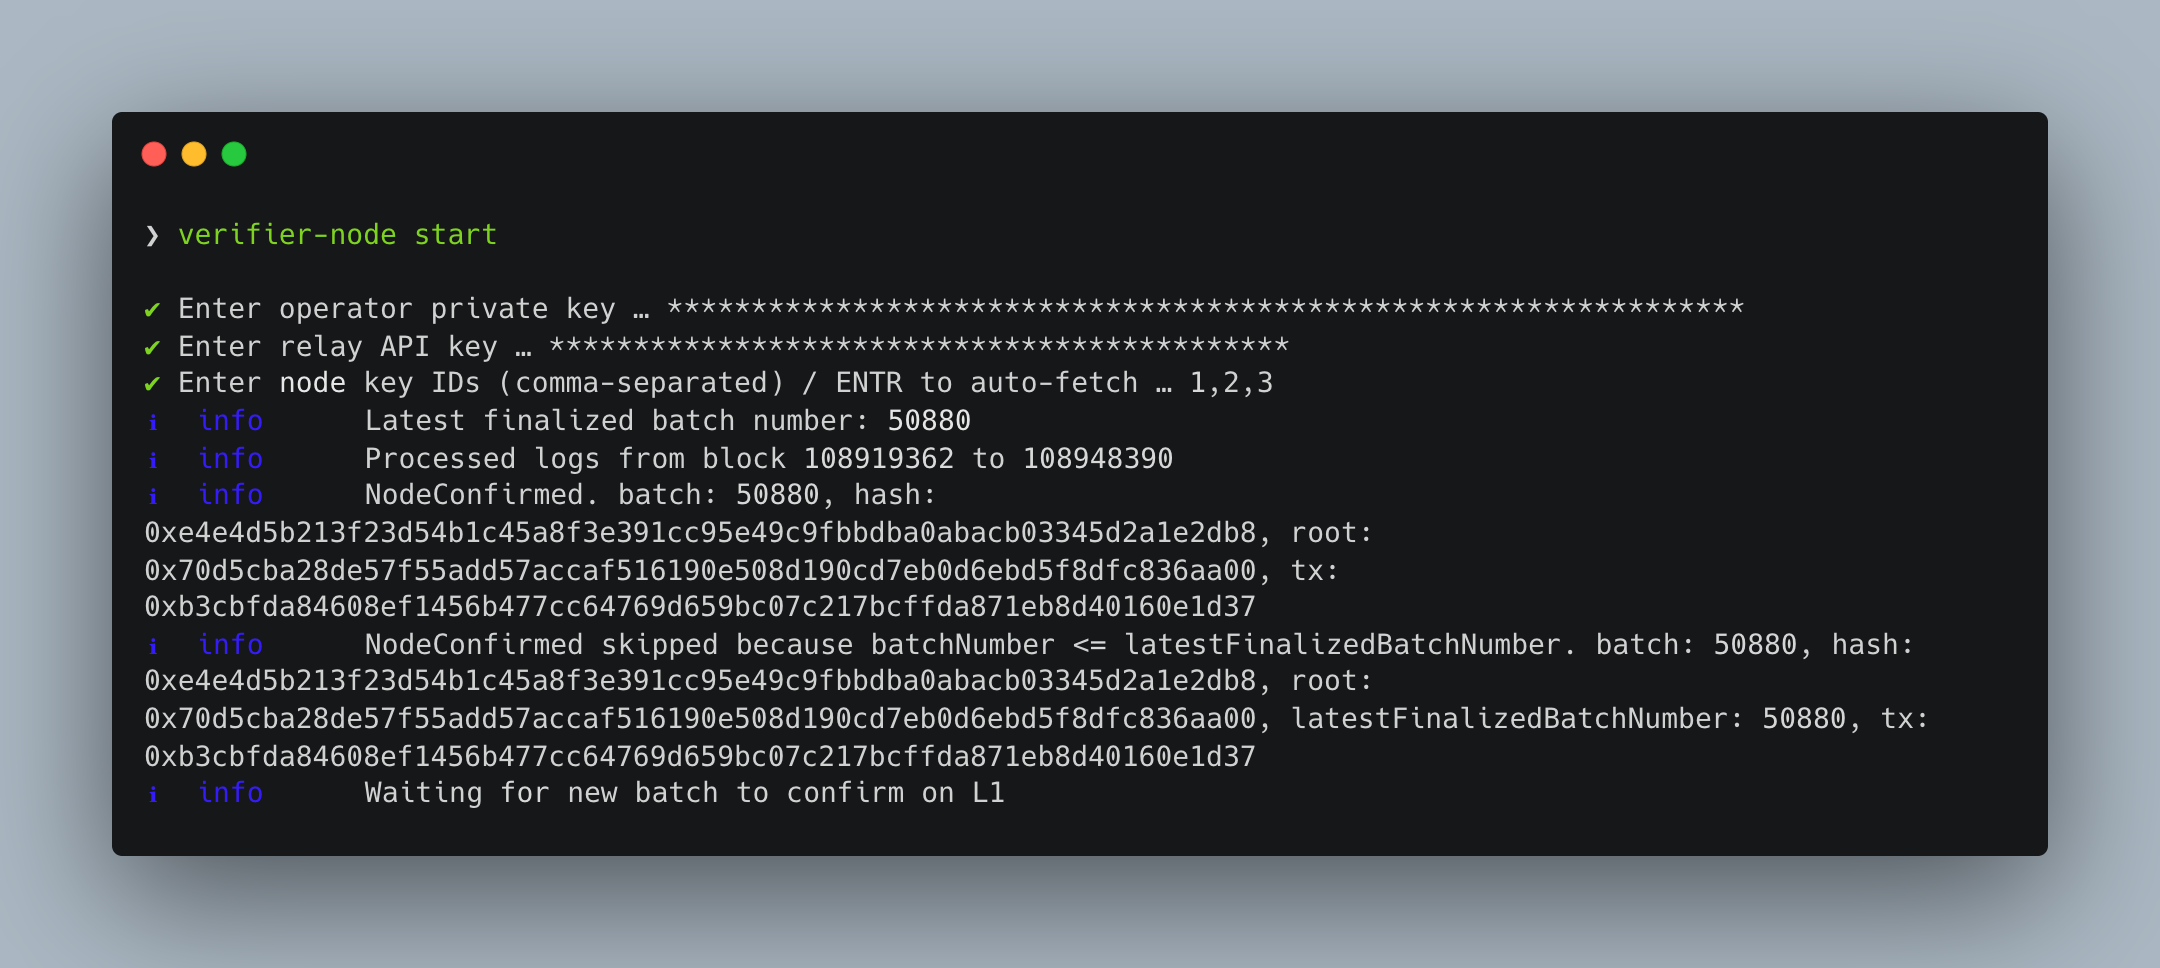 ❯ verifier-node start
✔ Enter operator private key … ****************************************************************
✔ Enter relay API key … ********************************************
✔ Enter node key IDs (comma-separated) / ENTR to auto-fetch … 1,2,3
ℹ info Latest finalized batch number: 50880
ℹ info Processed logs from block 108919362 to 108948390
ℹ info NodeConfirmed. batch: 50880, hash:
0xe4e4d5b213f23d54b1c45a8f3e391cc95e49c9fbbdba0abacb03345d2a1e2db8, root:
0x70d5cba28de57f55add57accaf516190e508d190cd7eb0d6ebd5f8dfc836aa00, tx:
0xb3cbfda84608ef1456b477cc64769d659bc07c217bcffda871eb8d40160e1d37
ℹ info NodeConfirmed skipped because batchNumber <= latestFinalizedBatchNumber. batch: 50880, hash:
0xe4e4d5b213f23d54b1c45a8f3e391cc95e49c9fbbdba0abacb03345d2a1e2db8, root:
0x70d5cba28de57f55add57accaf516190e508d190cd7eb0d6ebd5f8dfc836aa00, latestFinalizedBatchNumber: 50880, tx:
0xb3cbfda84608ef1456b477cc64769d659bc07c217bcffda871eb8d40160e1d37
ℹ info Waiting for new batch to confirm on L1